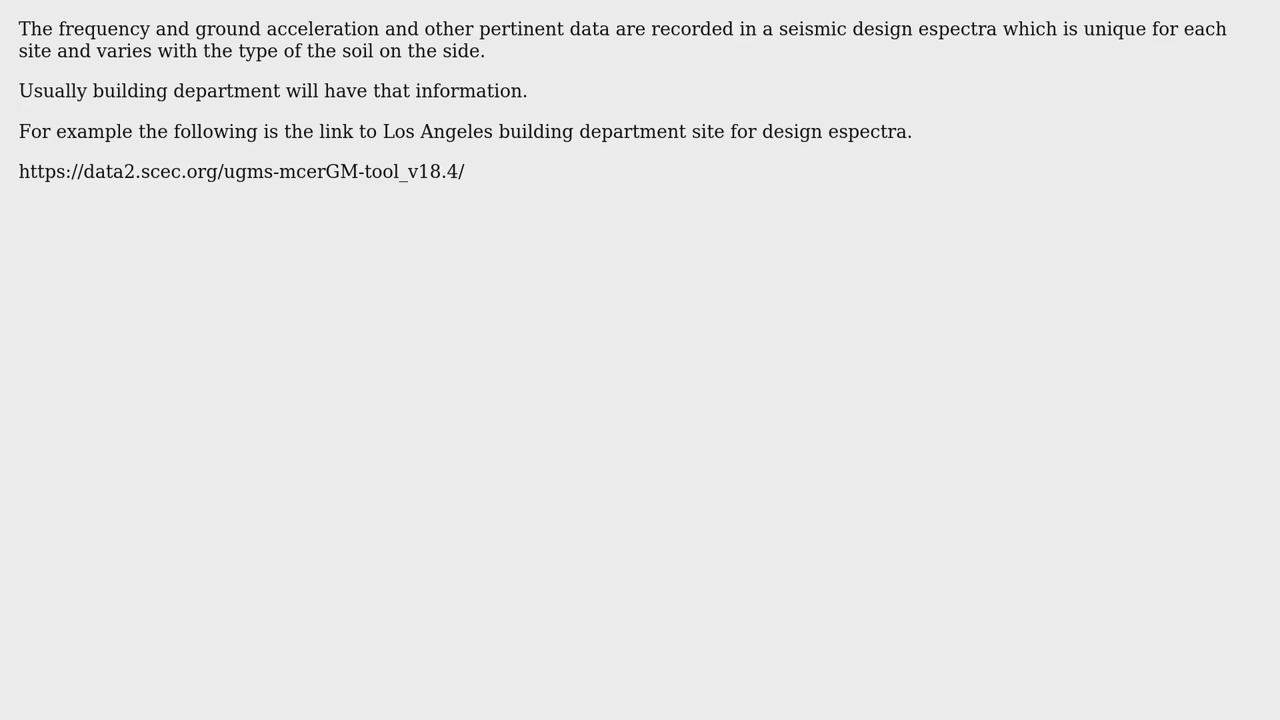 The frequency and ground acceleration and other pertinent data are recorded in a seismic design espectra which is unique for each
site and varies with the type of the soil on the side.
Usually building department will have that information.
For example the following is the link to Los Angeles building department site for design espectra.
https://data2.scec.org/ugms-mcerGM-tool_v18.4/